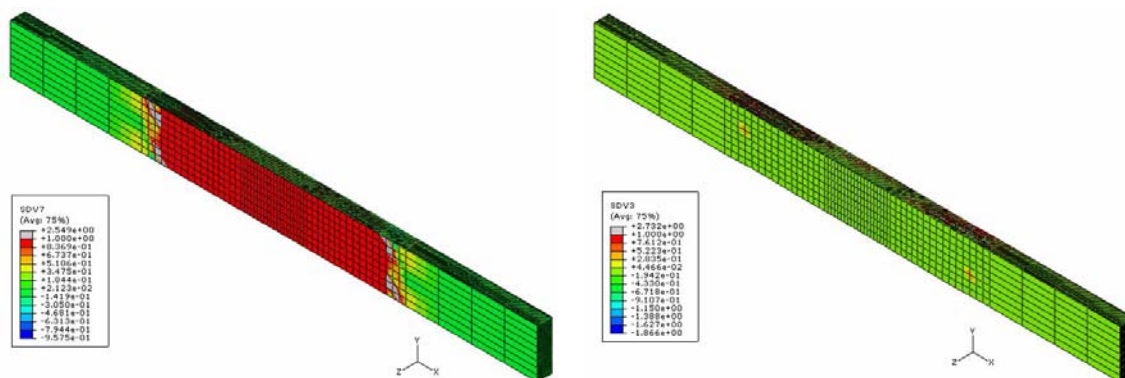 SDV7
(Avg: 75%)
+2.549e+00
+1.000e+00
+8.369e-01
+6.737e-01
+5.106e-01
+3.475e-01
+1.844e-01
+2.123e-02
-1.419e-01
-3.050e-01
-4.681e-01
-6.313e-01
-7.944e-01
-9.575e-01
Y
Z
X
SDV3
(Avg: 75%)
+2.732e+00
+1.000e+00
+7.612e-01
+5.223e-01
+2.835e-01
+4.466e-02
-1.942e-01
-4.330e-01
-6.718e-01
-9.107e-01
-1.150e+00
-1.388e+00
-1.627e+00
-1.866e+00
Y
Z
X